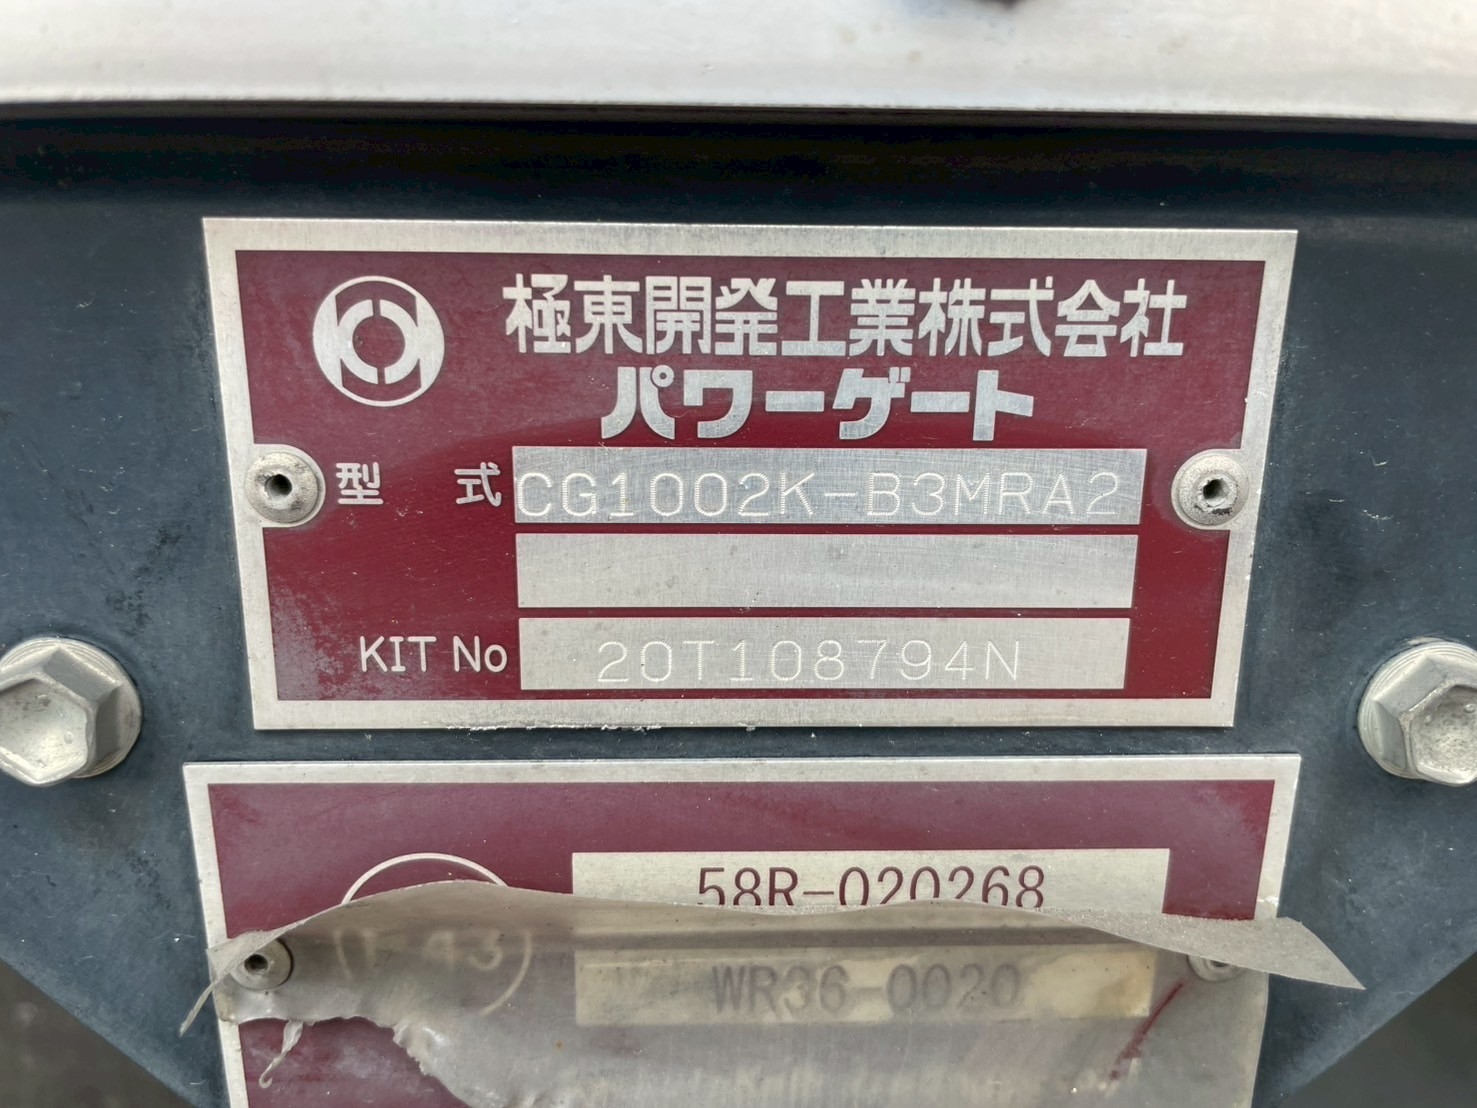 極東開発工業株式会社
パワーゲート
型 式 CG1002K-B3MRA2
KIT No 20T108794N
58R-020268
WR36-0020